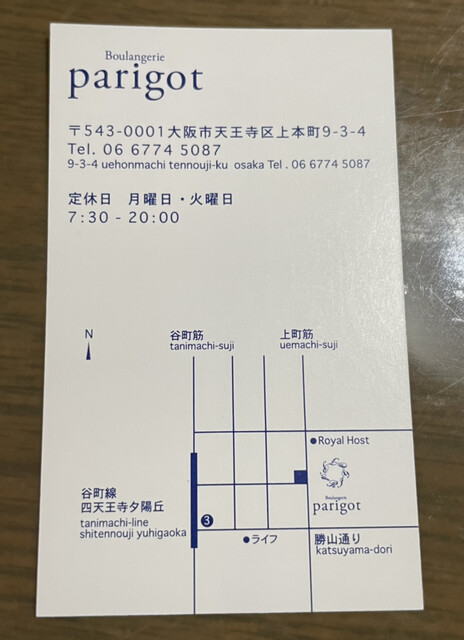 Boulangerie
parigot
〒543-0001大阪市天王寺区上本町9-3-4
Tel. 06 6774 5087
9-3-4 uehonmachi tennouji-ku osaka Tel . 06 6774 5087
定休日 月曜日・火曜日
7:30 - 20:00
N
谷町筋
tanimachi-suji
上町筋
uemachi-suji
●Royal Host
Boulangerie
parigot
谷町線
四天王寺夕陽丘
tanimachi-line
shitennouji yuhigaoka
3
●ライフ
勝山通り
katsuyama-dori